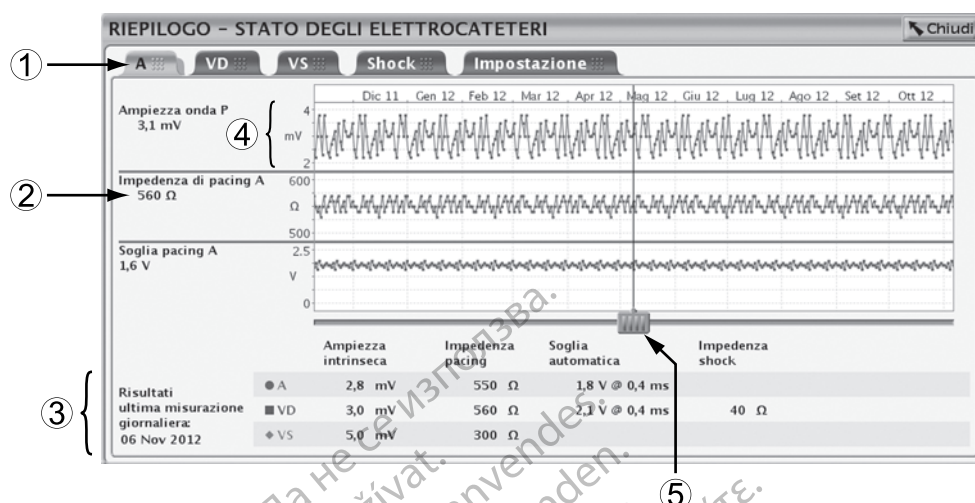 RIEPILOGO – STATO DEGLI ELETTROCATETERI
Chiudi
1
A VD VS Shock Impostazione
Dic 11 Gen 12 Feb 12 Mar 12 Apr 12 Mag 12 Giu 12 Lug 12 Ago 12 Set 12 Ott 12
Ampiezza onda P
3,1 mV
4
4
mV
2
2
Impedenza di pacing A
560 Ω
600
Ω
500
Soglia pacing A
1,6 V
2.5
V
0
Ampiezza intrinseca
Impedenza pacing
Soglia automatica
Impedenza shock
3
Risultati
ultima misurazione
giornaliera:
06 Nov 2012
A 2,8 mV 550 Ω 1,8 V @ 0,4 ms
VD 3,0 mV 560 Ω 2,1 V @ 0,4 ms 40 Ω
VS 5,0 mV 300 Ω
5
Да не се използва.